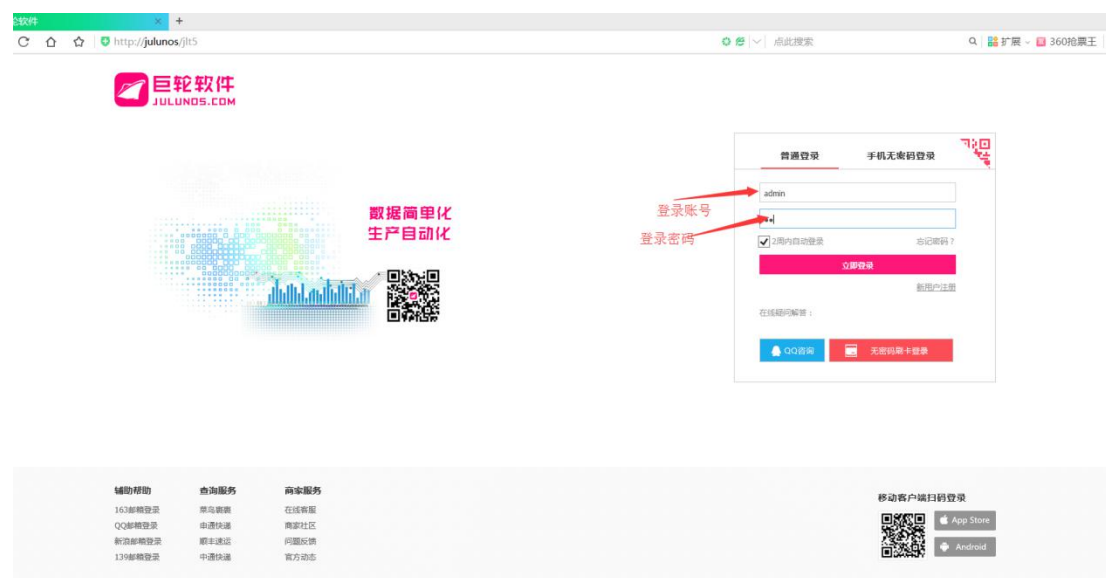 轮软件
http://julunos/jlt5
点此搜索
扩展
360抢票王
巨轮软件
JULUNOS.COM
普通登录
手机无密码登录
登录账号
admin
登录密码
数据简单化
生产自动化
2周内自动登录
忘记密码？
立即登录
新用户注册
在线疑问解答：
QQ咨询
无密码刷卡登录
辅助帮助 查询服务 商家服务
移动客户端扫码登录
163邮箱登录 菜鸟裹裹 在线客服
QQ邮箱登录 申通快递 商家社区
App Store
新浪邮箱登录 顺丰速运 问题反馈
139邮箱登录 中通快递 官方动态
Android